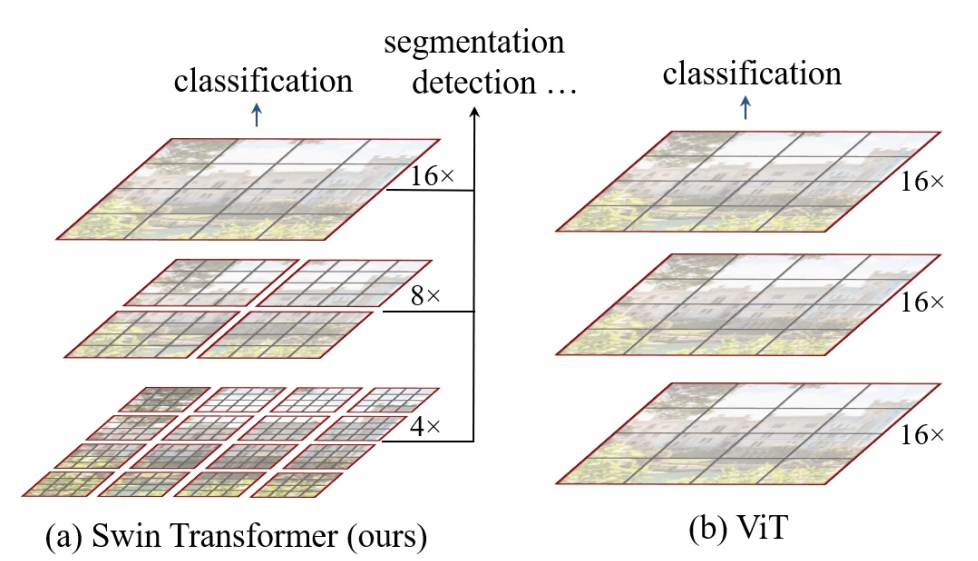 segmentation
classification
detection …
classification
16×
8×
4×
16×
16×
16×
(a) Swin Transformer (ours)
(b) ViT